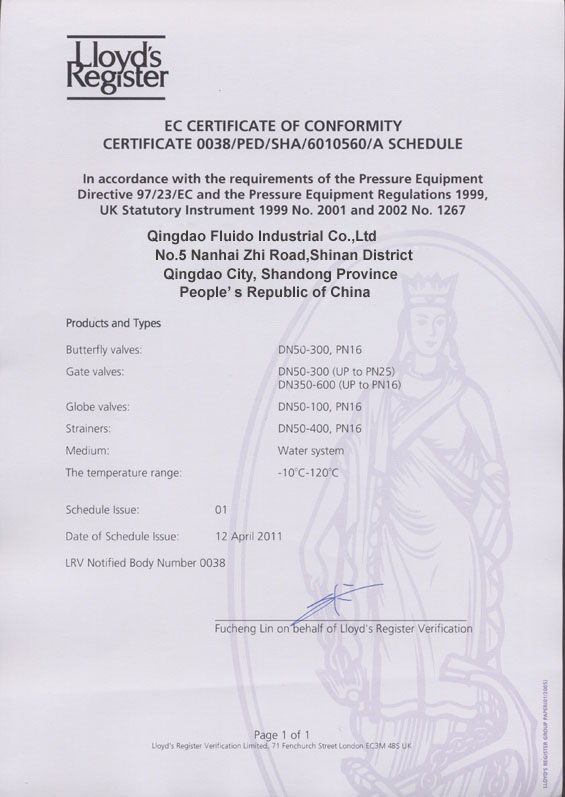 Lloyd's
Register
EC CERTIFICATE OF CONFORMITY
CERTIFICATE 0038/PED/SHA/6010560/A SCHEDULE
In accordance with the requirements of the Pressure Equipment
Directive 97/23/EC and the Pressure Equipment Regulations 1999,
UK Statutory Instrument 1999 No. 2001 and 2002 No. 1267
Qingdao Fluido Industrial Co.,Ltd
No.5 Nanhai Zhi Road,Shinan District
Qingdao City, Shandong Province
People' s Republic of China
Products and Types
Butterfly valves: DN50-300, PN16
Gate valves: DN50-300 (UP to PN25)
DN350-600 (UP to PN16)
Globe valves: DN50-100, PN16
Strainers: DN50-400, PN16
Medium: Water system
The temperature range: -10°C-120°C
Schedule Issue: 01
Date of Schedule Issue: 12 April 2011
LRV Notified Body Number 0038
Fucheng Lin on behalf of Lloyd's Register Verification
Page 1 of 1
Lloyd's Register Verification Limited, 71 Fenchurch Street London EC3M 4BS UK
LLOYD'S REGISTER GROUP PAPER(01/2005)